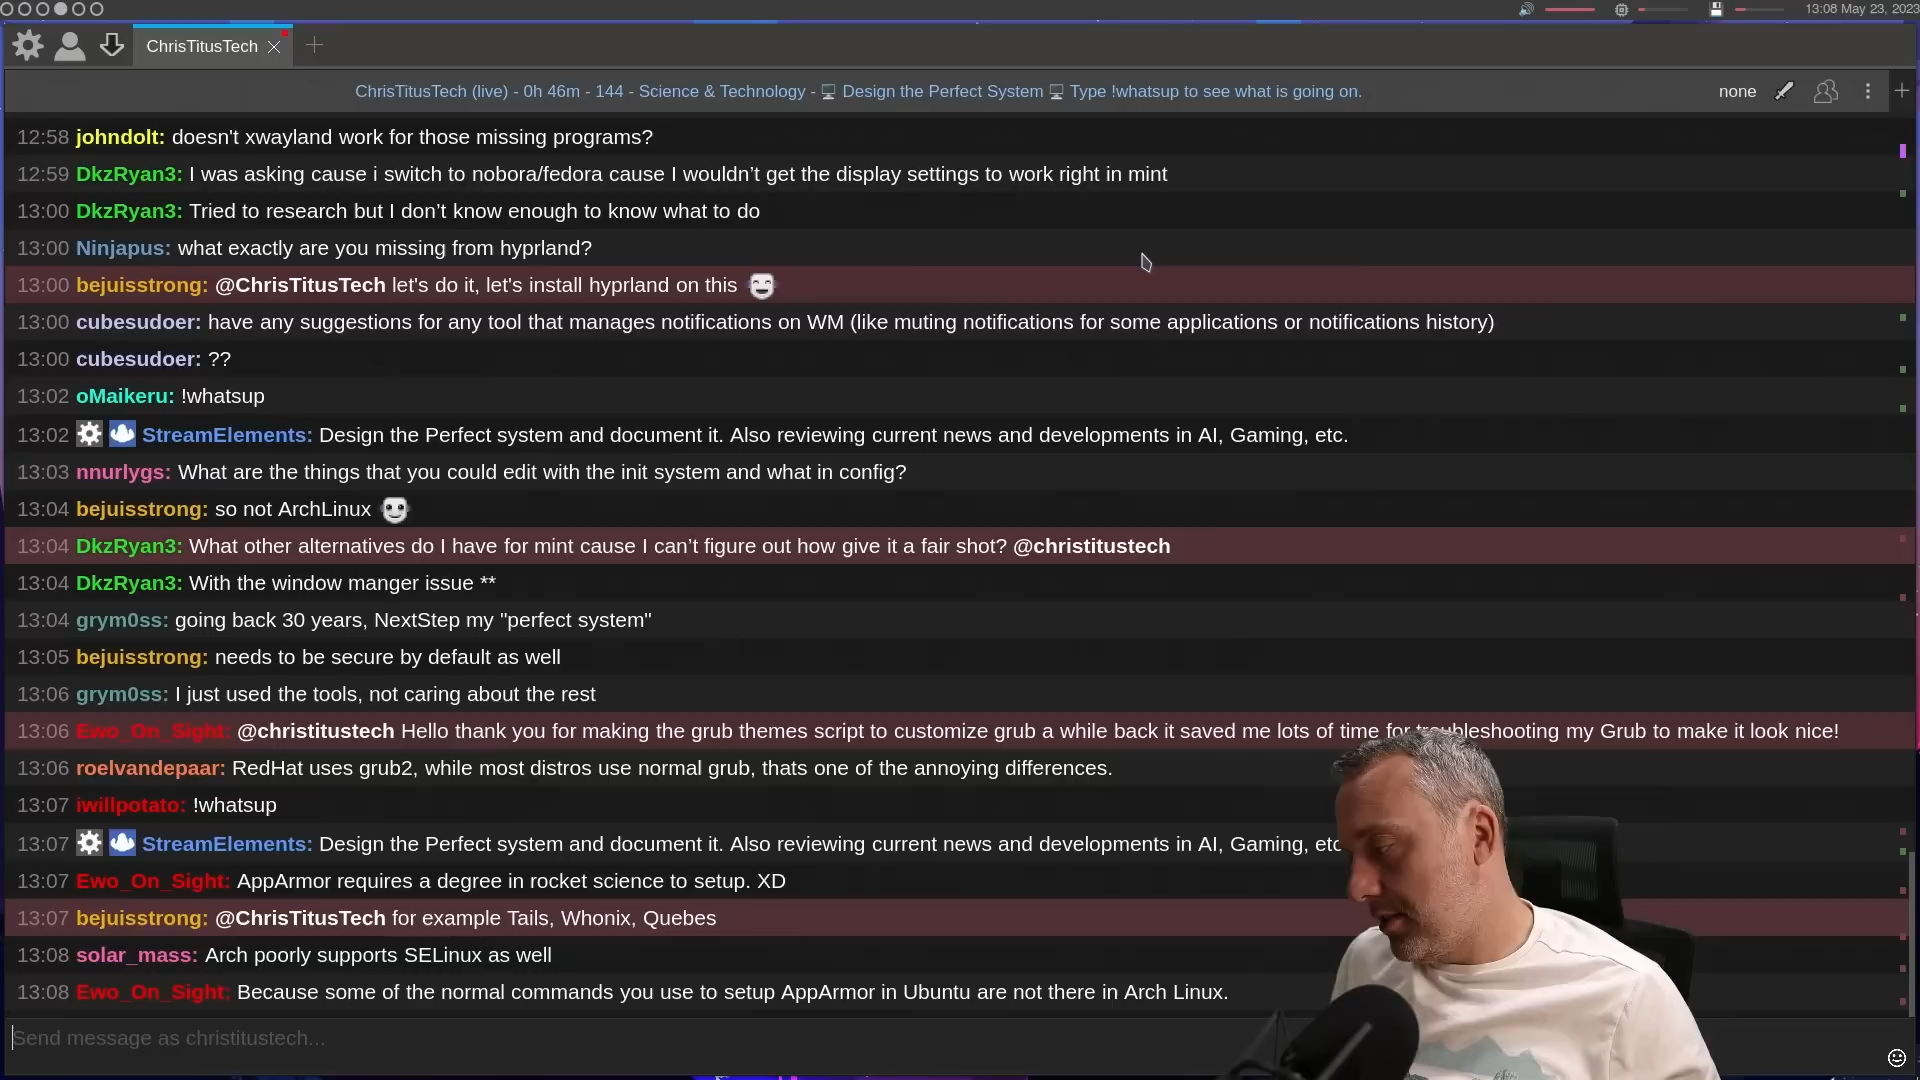 13:08 May 23, 2023
ChrisTitusTech
ChrisTitusTech (live) - 0h 46m - 144 - Science & Technology - Design the Perfect System Type !whatsup to see what is going on.
none
12:58 johndolt: doesn't xwayland work for those missing programs?
12:59 DkzRyan3: I was asking cause i switch to nobora/fedora cause I wouldn’t get the display settings to work right in mint
13:00 DkzRyan3: Tried to research but I don’t know enough to know what to do
13:00 Ninjapus: what exactly are you missing from hyprland?
13:00 bejuisstrong: @ChrisTitusTech let's do it, let's install hyprland on this
13:00 cubesudoer: have any suggestions for any tool that manages notifications on WM (like muting notifications for some applications or notifications history)
13:00 cubesudoer: ??
13:02 oMaikeru: !whatsup
13:02 StreamElements: Design the Perfect system and document it. Also reviewing current news and developments in AI, Gaming, etc.
13:03 nnurlygs: What are the things that you could edit with the init system and what in config?
13:04 bejuisstrong: so not ArchLinux
13:04 DkzRyan3: What other alternatives do I have for mint cause I can’t figure out how give it a fair shot? @christitustech
13:04 DkzRyan3: With the window manger issue **
13:04 grym0ss: going back 30 years, NextStep my "perfect system"
13:05 bejuisstrong: needs to be secure by default as well
13:06 grym0ss: I just used the tools, not caring about the rest
13:06 Ewo_On_Sight: @christitustech Hello thank you for making the grub themes script to customize grub a while back it saved me lots of time for troubleshooting my Grub to make it look nice!
13:06 roelvandepaar: RedHat uses grub2, while most distros use normal grub, thats one of the annoying differences.
13:07 iwillpotato: !whatsup
13:07 StreamElements: Design the Perfect system and document it. Also reviewing current news and developments in AI, Gaming, etc
13:07 Ewo_On_Sight: AppArmor requires a degree in rocket science to setup. XD
13:07 bejuisstrong: @ChrisTitusTech for example Tails, Whonix, Quebes
13:08 solar_mass: Arch poorly supports SELinux as well
13:08 Ewo_On_Sight: Because some of the normal commands you use to setup AppArmor in Ubuntu are not there in Arch Linux.
Send message as christitustech...